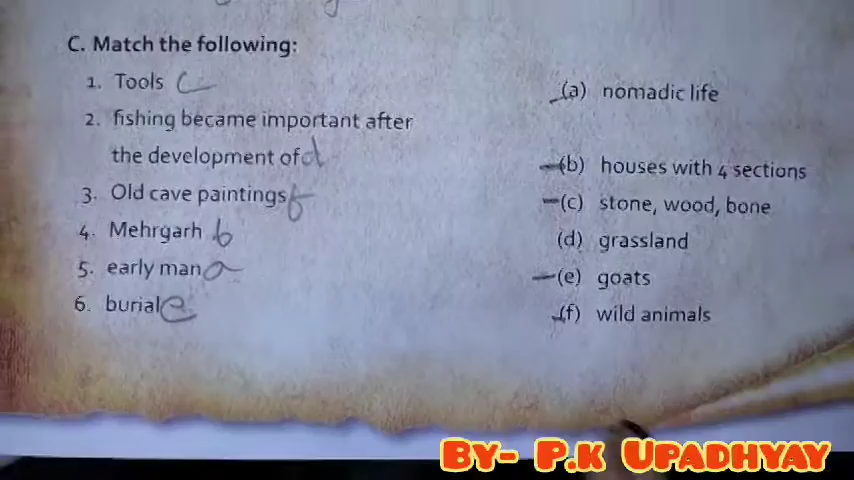 C. Match the following:
1. Tools c
(a) nomadic life
2. fishing became important after
the development of d
(b) houses with 4 sections
3. Old cave paintings f
(c) stone, wood, bone
4. Mehrgarh b
(d) grassland
5. early man a
(e) goats
6. burial e
(f) wild animals
BY- P.K UPADHYAY